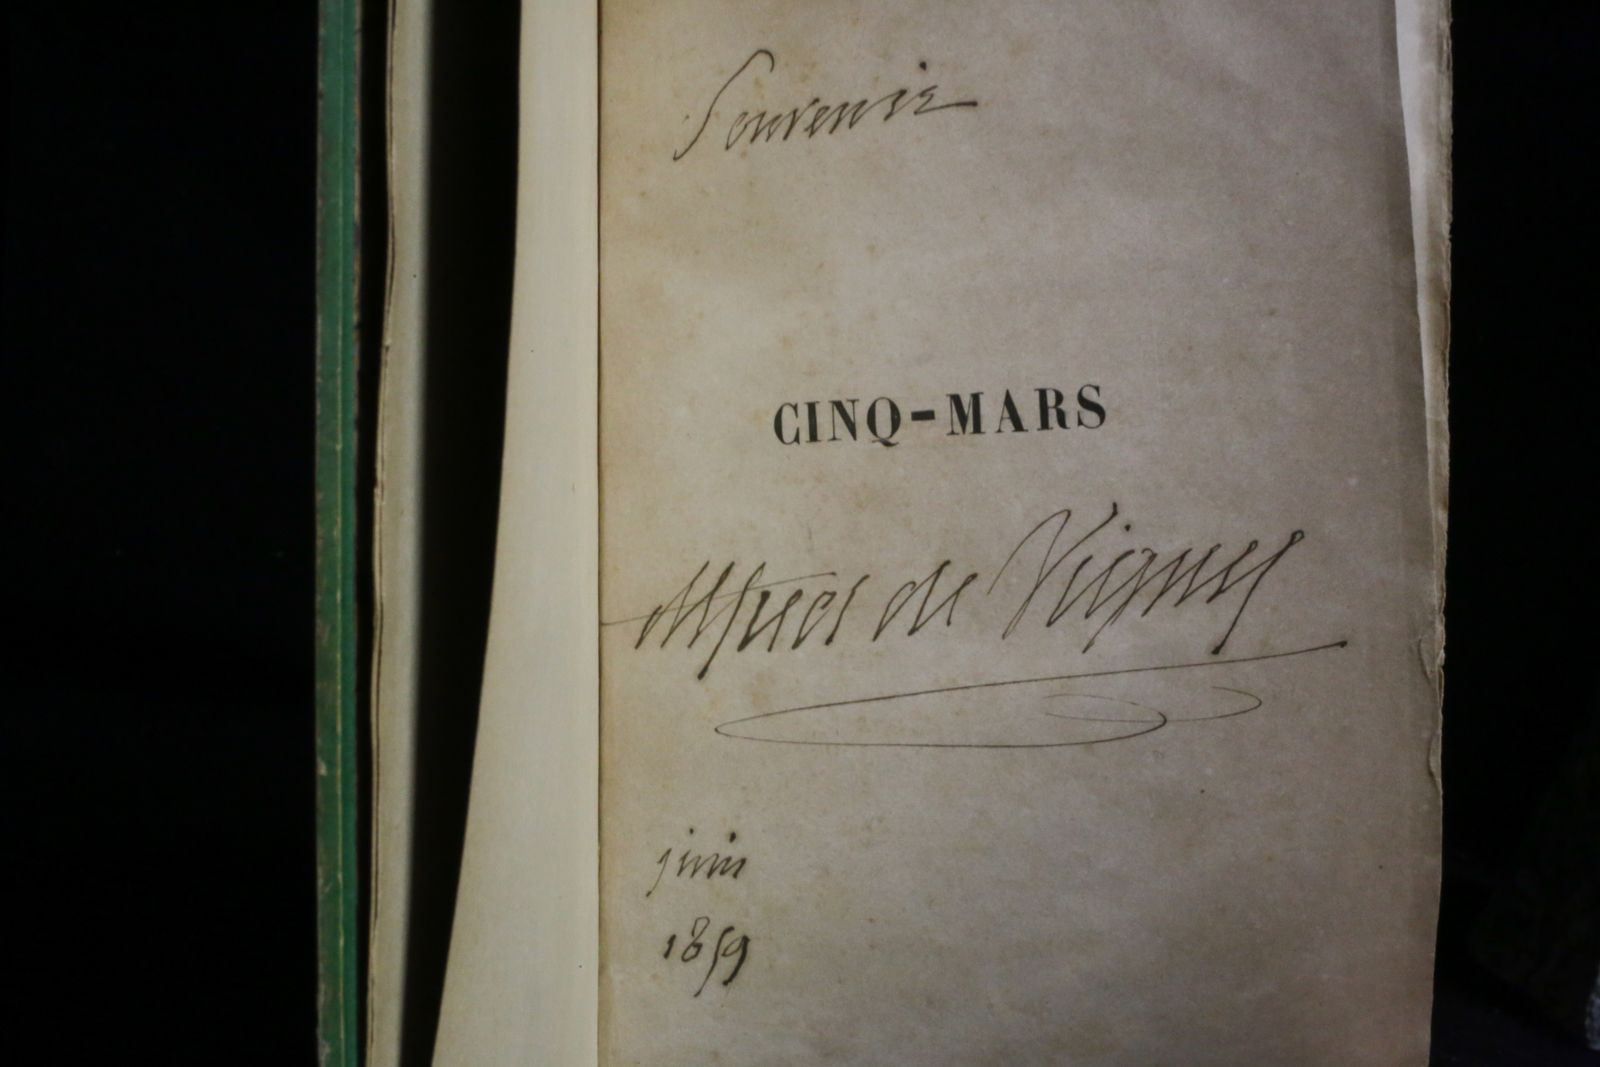 Souvenir
CINQ-MARS
Alfred de Vigny
juin
1859